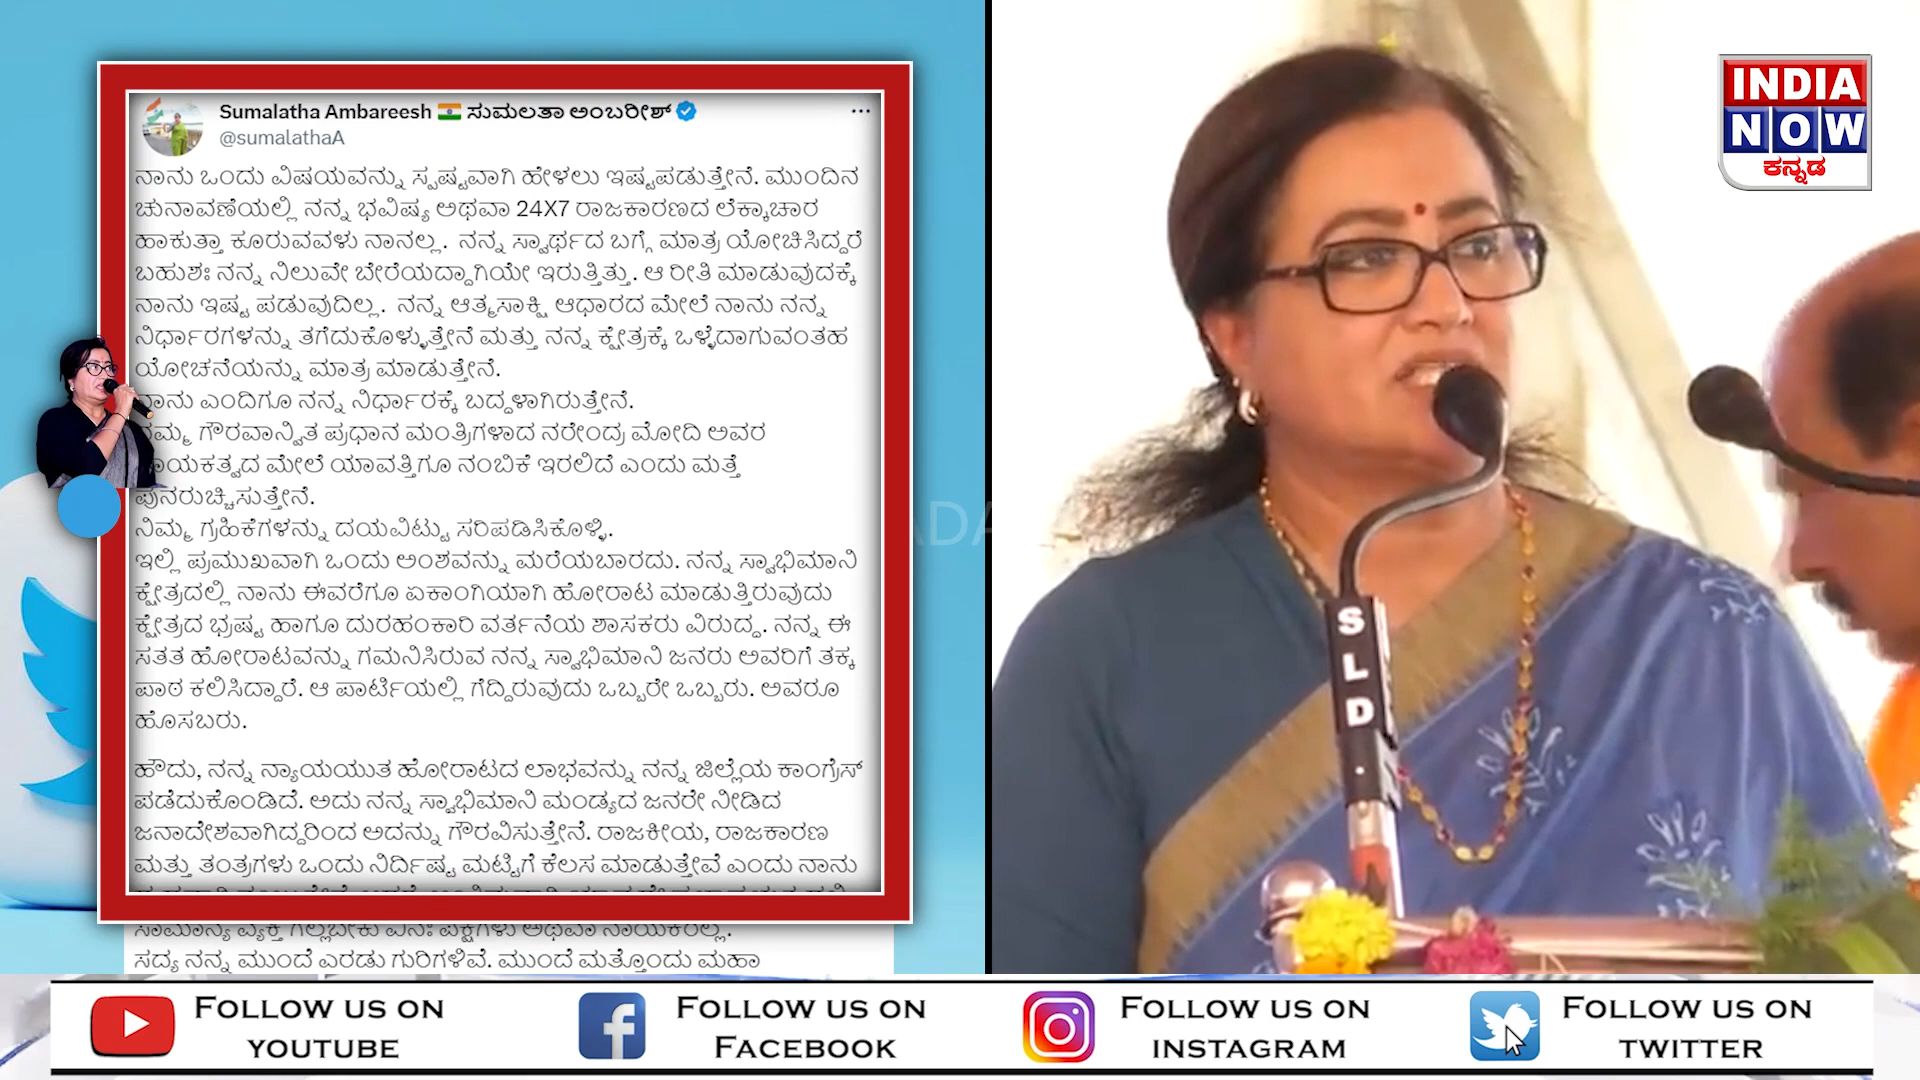 Sumalatha Ambareesh ಸುಮಲತಾ ಅಂಬರೀಶ್
@sumalathaA
ನಾನು ಒಂದು ವಿಷಯವನ್ನು ಸ್ಪಷ್ಟವಾಗಿ ಹೇಳಲು ಇಷ್ಟಪಡುತ್ತೇನೆ. ಮುಂದಿನ
ಚುನಾವಣೆಯಲ್ಲಿ ನನ್ನ ಭವಿಷ್ಯ ಅಥವಾ 24X7 ರಾಜಕಾರಣದ ಲೆಕ್ಕಾಚಾರ
ಹಾಕುತ್ತಾ ಕೂರುವವಳು ನಾನಲ್ಲ. ನನ್ನ ಸ್ವಾರ್ಥದ ಬಗ್ಗೆ ಮಾತ್ರ ಯೋಚಿಸಿದ್ದರೆ
ಬಹುಶಃ ನನ್ನ ನಿಲುವೇ ಬೇರೆಯದ್ದಾಗಿಯೇ ಇರುತ್ತಿತ್ತು. ಆ ರೀತಿ ಮಾಡುವುದಕ್ಕೆ
ನಾನು ಇಷ್ಟ ಪಡುವುದಿಲ್ಲ. ನನ್ನ ಆತ್ಮಸಾಕ್ಷಿ ಆಧಾರದ ಮೇಲೆ ನಾನು ನನ್ನ
ನಿರ್ಧಾರಗಳನ್ನು ತಗೆದುಕೊಳ್ಳುತ್ತೇನೆ ಮತ್ತು ನನ್ನ ಕ್ಷೇತ್ರಕ್ಕೆ ಒಳ್ಳೆದಾಗುವಂತಹ
ಯೋಚನೆಯನ್ನು ಮಾತ್ರ ಮಾಡುತ್ತೇನೆ.
ನಾನು ಎಂದಿಗೂ ನನ್ನ ನಿರ್ಧಾರಕ್ಕೆ ಬದ್ದಳಾಗಿರುತ್ತೇನೆ.
ನಮ್ಮ ಗೌರವಾನ್ವಿತ ಪ್ರಧಾನ ಮಂತ್ರಿಗಳಾದ ನರೇಂದ್ರ ಮೋದಿ ಅವರ
ನಾಯಕತ್ವದ ಮೇಲೆ ಯಾವತ್ತಿಗೂ ನಂಬಿಕೆ ಇರಲಿದೆ ಎಂದು ಮತ್ತೆ
ಪುನರುಚ್ಚಿಸುತ್ತೇನೆ.
ನಿಮ್ಮ ಗ್ರಹಿಕೆಗಳನ್ನು ದಯವಿಟ್ಟು ಸರಿಪಡಿಸಿಕೊಳ್ಳಿ.
ಇಲ್ಲಿ ಪ್ರಮುಖವಾಗಿ ಒಂದು ಅಂಶವನ್ನು ಮರೆಯಬಾರದು. ನನ್ನ ಸ್ವಾಭಿಮಾನಿ
ಕ್ಷೇತ್ರದಲ್ಲಿ ನಾನು ಈವರೆಗೂ ಏಕಾಂಗಿಯಾಗಿ ಹೋರಾಟ ಮಾಡುತ್ತಿರುವುದು
ಕ್ಷೇತ್ರದ ಭ್ರಷ್ಟ ಹಾಗೂ ದುರಹಂಕಾರಿ ವರ್ತನೆಯ ಶಾಸಕರು ವಿರುದ್ದ. ನನ್ನ ಈ
ಸತತ ಹೋರಾಟವನ್ನು ಗಮನಿಸಿರುವ ನನ್ನ ಸ್ವಾಭಿಮಾನಿ ಜನರು ಅವರಿಗೆ ತಕ್ಕ
ಪಾಠ ಕಲಿಸಿದ್ದಾರೆ. ಆ ಪಾರ್ಟಿಯಲ್ಲಿ ಗೆದ್ದಿರುವುದು ಒಬ್ಬರೇ ಒಬ್ಬರು. ಅವರೂ
ಹೊಸಬರು.
ಹೌದು, ನನ್ನ ನ್ಯಾಯಯುತ ಹೋರಾಟದ ಲಾಭವನ್ನು ನನ್ನ ಜಿಲ್ಲೆಯ ಕಾಂಗ್ರೆಸ್
ಪಡೆದುಕೊಂಡಿದೆ. ಅದು ನನ್ನ ಸ್ವಾಭಿಮಾನಿ ಮಂಡ್ಯದ ಜನರೇ ನೀಡಿದ
ಜನಾದೇಶವಾಗಿದ್ದರಿಂದ ಅದನ್ನು ಗೌರವಿಸುತ್ತೇನೆ. ರಾಜಕೀಯ, ರಾಜಕಾರಣ
ಮತ್ತು ತಂತ್ರಗಳು ಒಂದು ನಿರ್ದಿಷ್ಟ ಮಟ್ಟಿಗೆ ಕೆಲಸ ಮಾಡುತ್ತೇವೆ ಎಂದು ನಾನು
ಸಾಮಾನ್ಯ ವ್ಯಕ್ತಿ ಗೆಲ್ಲಬೇಕು ವಿನಃ ಪಕ್ಷಗಳು ಅಥವಾ ನಾಯಕರಲ್ಲ.
ಸದ್ಯ ನನ್ನ ಮುಂದೆ ಎರಡು ಗುರಿಗಳಿವೆ. ಮುಂದೆ ಮತ್ತೊಂದು ಮಹಾ
INDIA
NOW
ಕನ್ನಡ
SLD.
FOLLOW US ON
YOUTUBE
FOLLOW US ON
FACEBOOK
FOLLOW US ON
INSTAGRAM
FOLLOW US ON
TWITTER